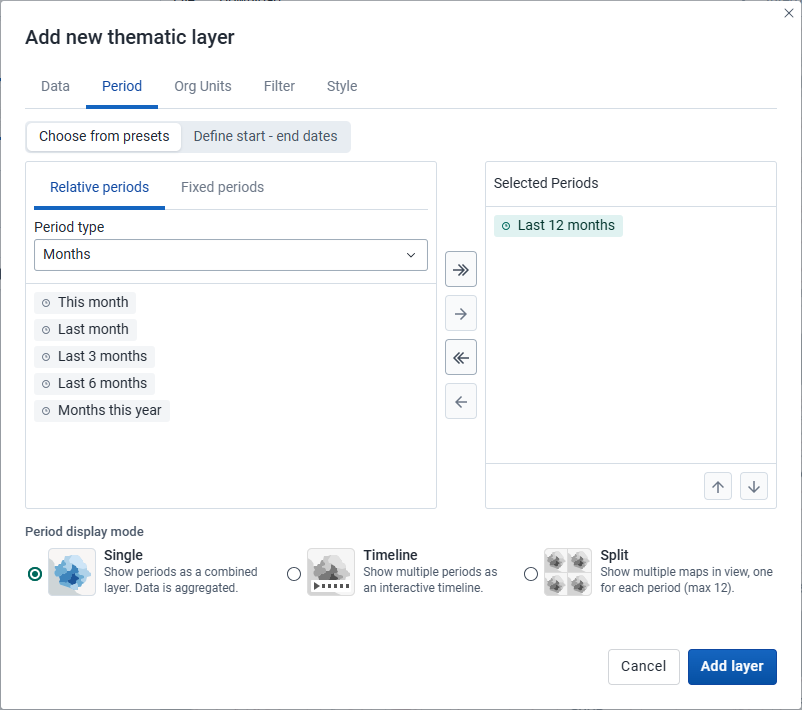 Add new thematic layer
Data Period Org Units Filter Style
Choose from presets Define start - end dates
Relative periods Fixed periods
Period type
Months
This month
Last month
Last 3 months
Last 6 months
Months this year
Selected Periods
Last 12 months
Period display mode
Single
Show periods as a combined
layer. Data is aggregated.
Timeline
Show multiple periods as
an interactive timeline.
Split
Show multiple maps in view, one
for each period (max 12).
Cancel Add layer